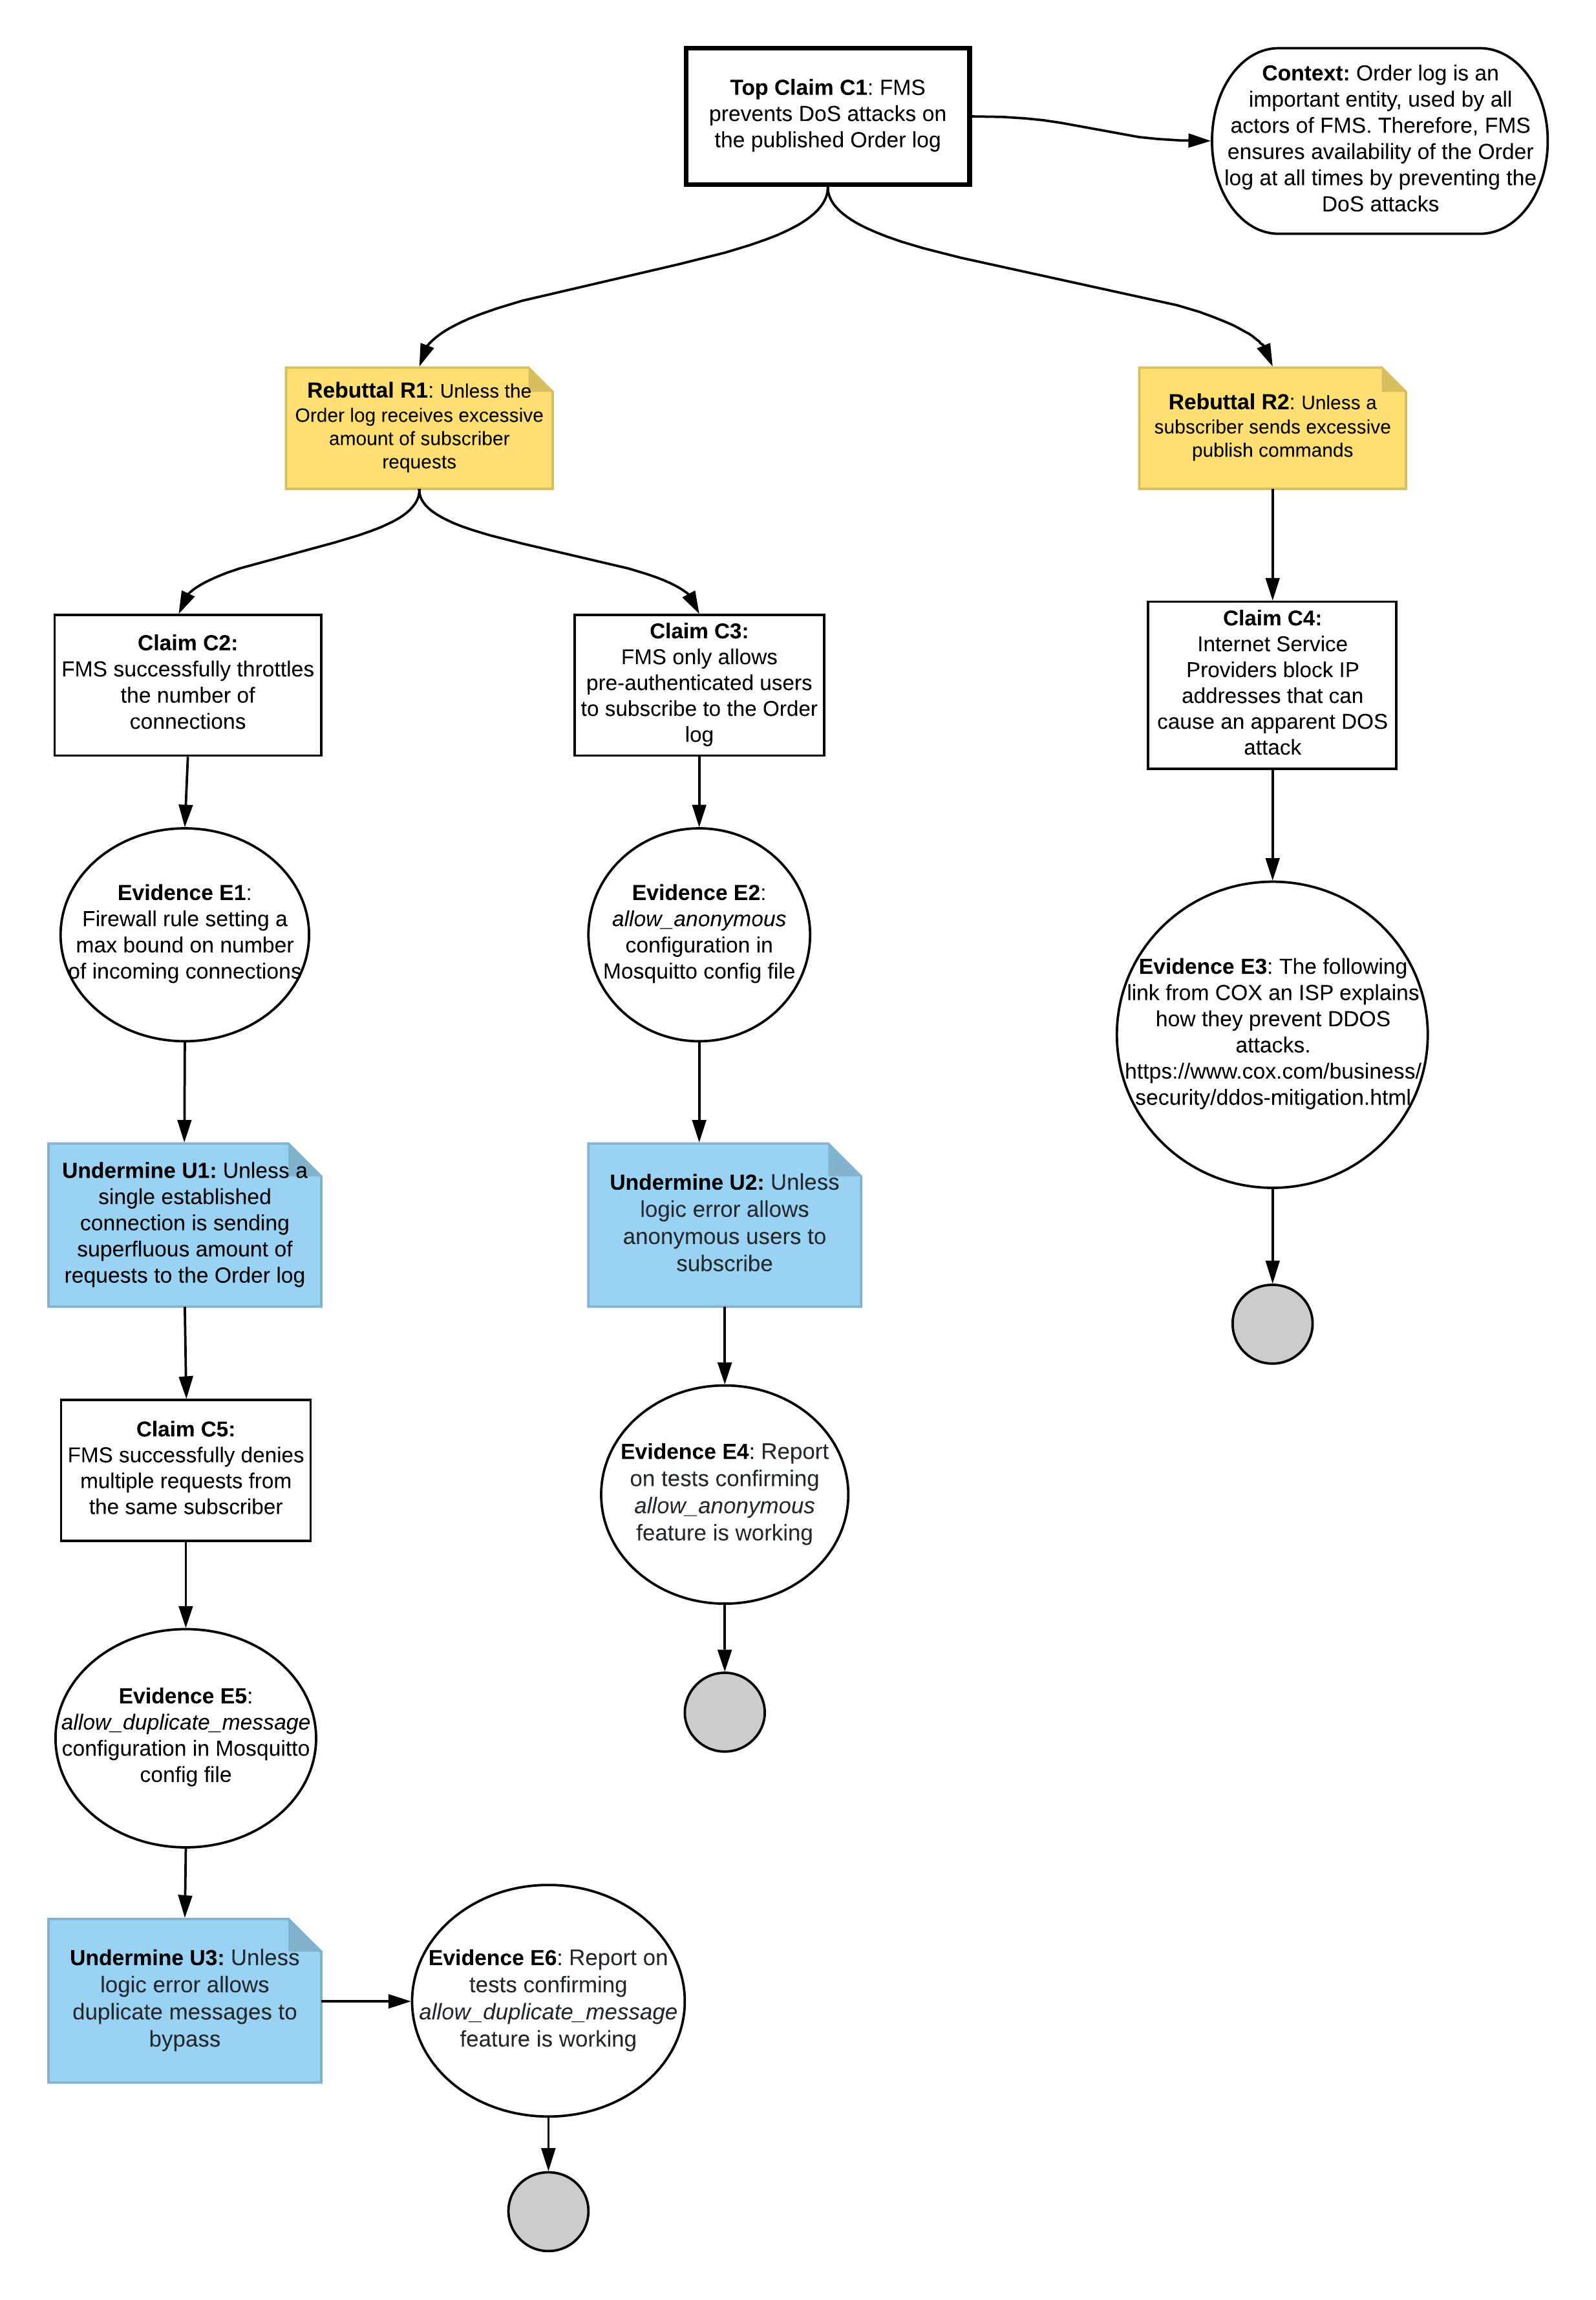 Top Claim C1: FMS
prevents DoS attacks on
the published Order log
Context: Order log is an
important entity, used by all
actors of FMS. Therefore, FMS
ensures availability of the Order
log at all times by preventing the
DoS attacks
Rebuttal R1: Unless the
Order log receives excessive
amount of subscriber
requests
Rebuttal R2: Unless a
subscriber sends excessive
publish commands
Claim C2:
FMS successfully throttles
the number of
connections
Claim C3:
FMS only allows
pre-authenticated users
to subscribe to the Order
log
Claim C4:
Internet Service
Providers block IP
addresses that can
cause an apparent DOS
attack
Evidence E1:
Firewall rule setting a
max bound on number
of incoming connections
Evidence E2:
allow_anonymous
configuration in
Mosquitto config file
Evidence E3: The following
link from COX an ISP explains
how they prevent DDOS
attacks.
https://www.cox.com/business/
security/ddos-mitigation.html
Undermine U1: Unless a
single established
connection is sending
superfluous amount of
requests to the Order log
Undermine U2: Unless
logic error allows
anonymous users to
subscribe
Claim C5:
FMS successfully denies
multiple requests from
the same subscriber
Evidence E4: Report
on tests confirming
allow_anonymous
feature is working
Evidence E5:
allow_duplicate_message
configuration in Mosquitto
config file
Undermine U3: Unless
logic error allows
duplicate messages to
bypass
Evidence E6: Report on
tests confirming
allow_duplicate_message
feature is working